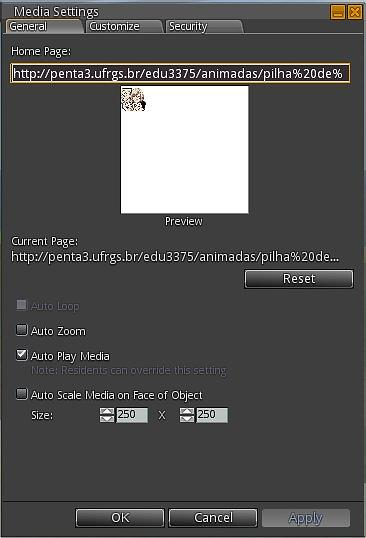 Media Settings
General Customize Security
Home Page:
http://penta3.ufrgs.br/edu3375/animadas/pilha%20de%
Preview
Current Page:
http://penta3.ufrgs.br/edu3375/animadas/pilha%20de...
Reset
Auto Loop
Auto Zoom
Auto Play Media
Note: Residents can override this setting
Auto Scale Media on Face of Object
Size: 250 X 250
OK Cancel Apply